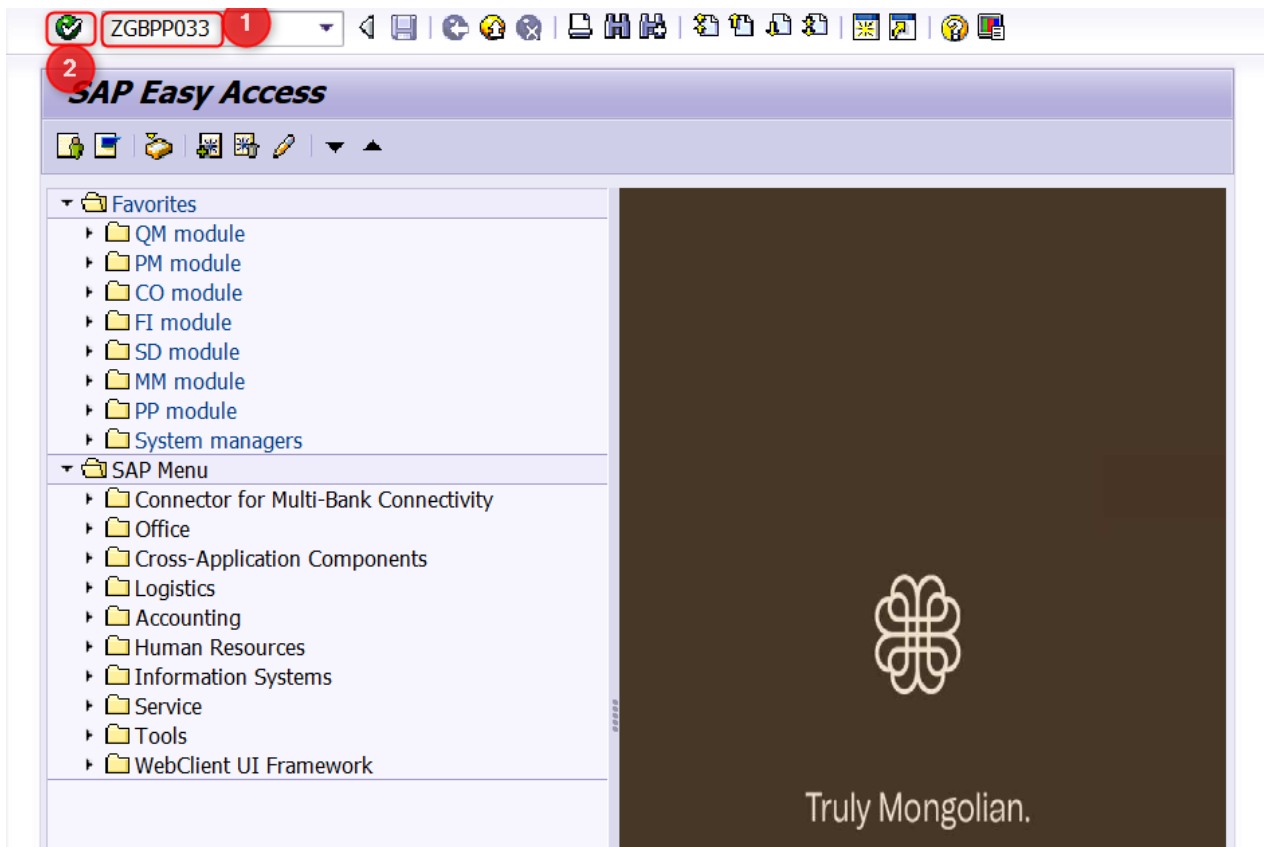 ZGBPP033
1
2
SAP Easy Access
Favorites
QM module
PM module
CO module
FI module
SD module
MM module
PP module
System managers
SAP Menu
Connector for Multi-Bank Connectivity
Office
Cross-Application Components
Logistics
Accounting
Human Resources
Information Systems
Service
Tools
WebClient UI Framework
Truly Mongolian.